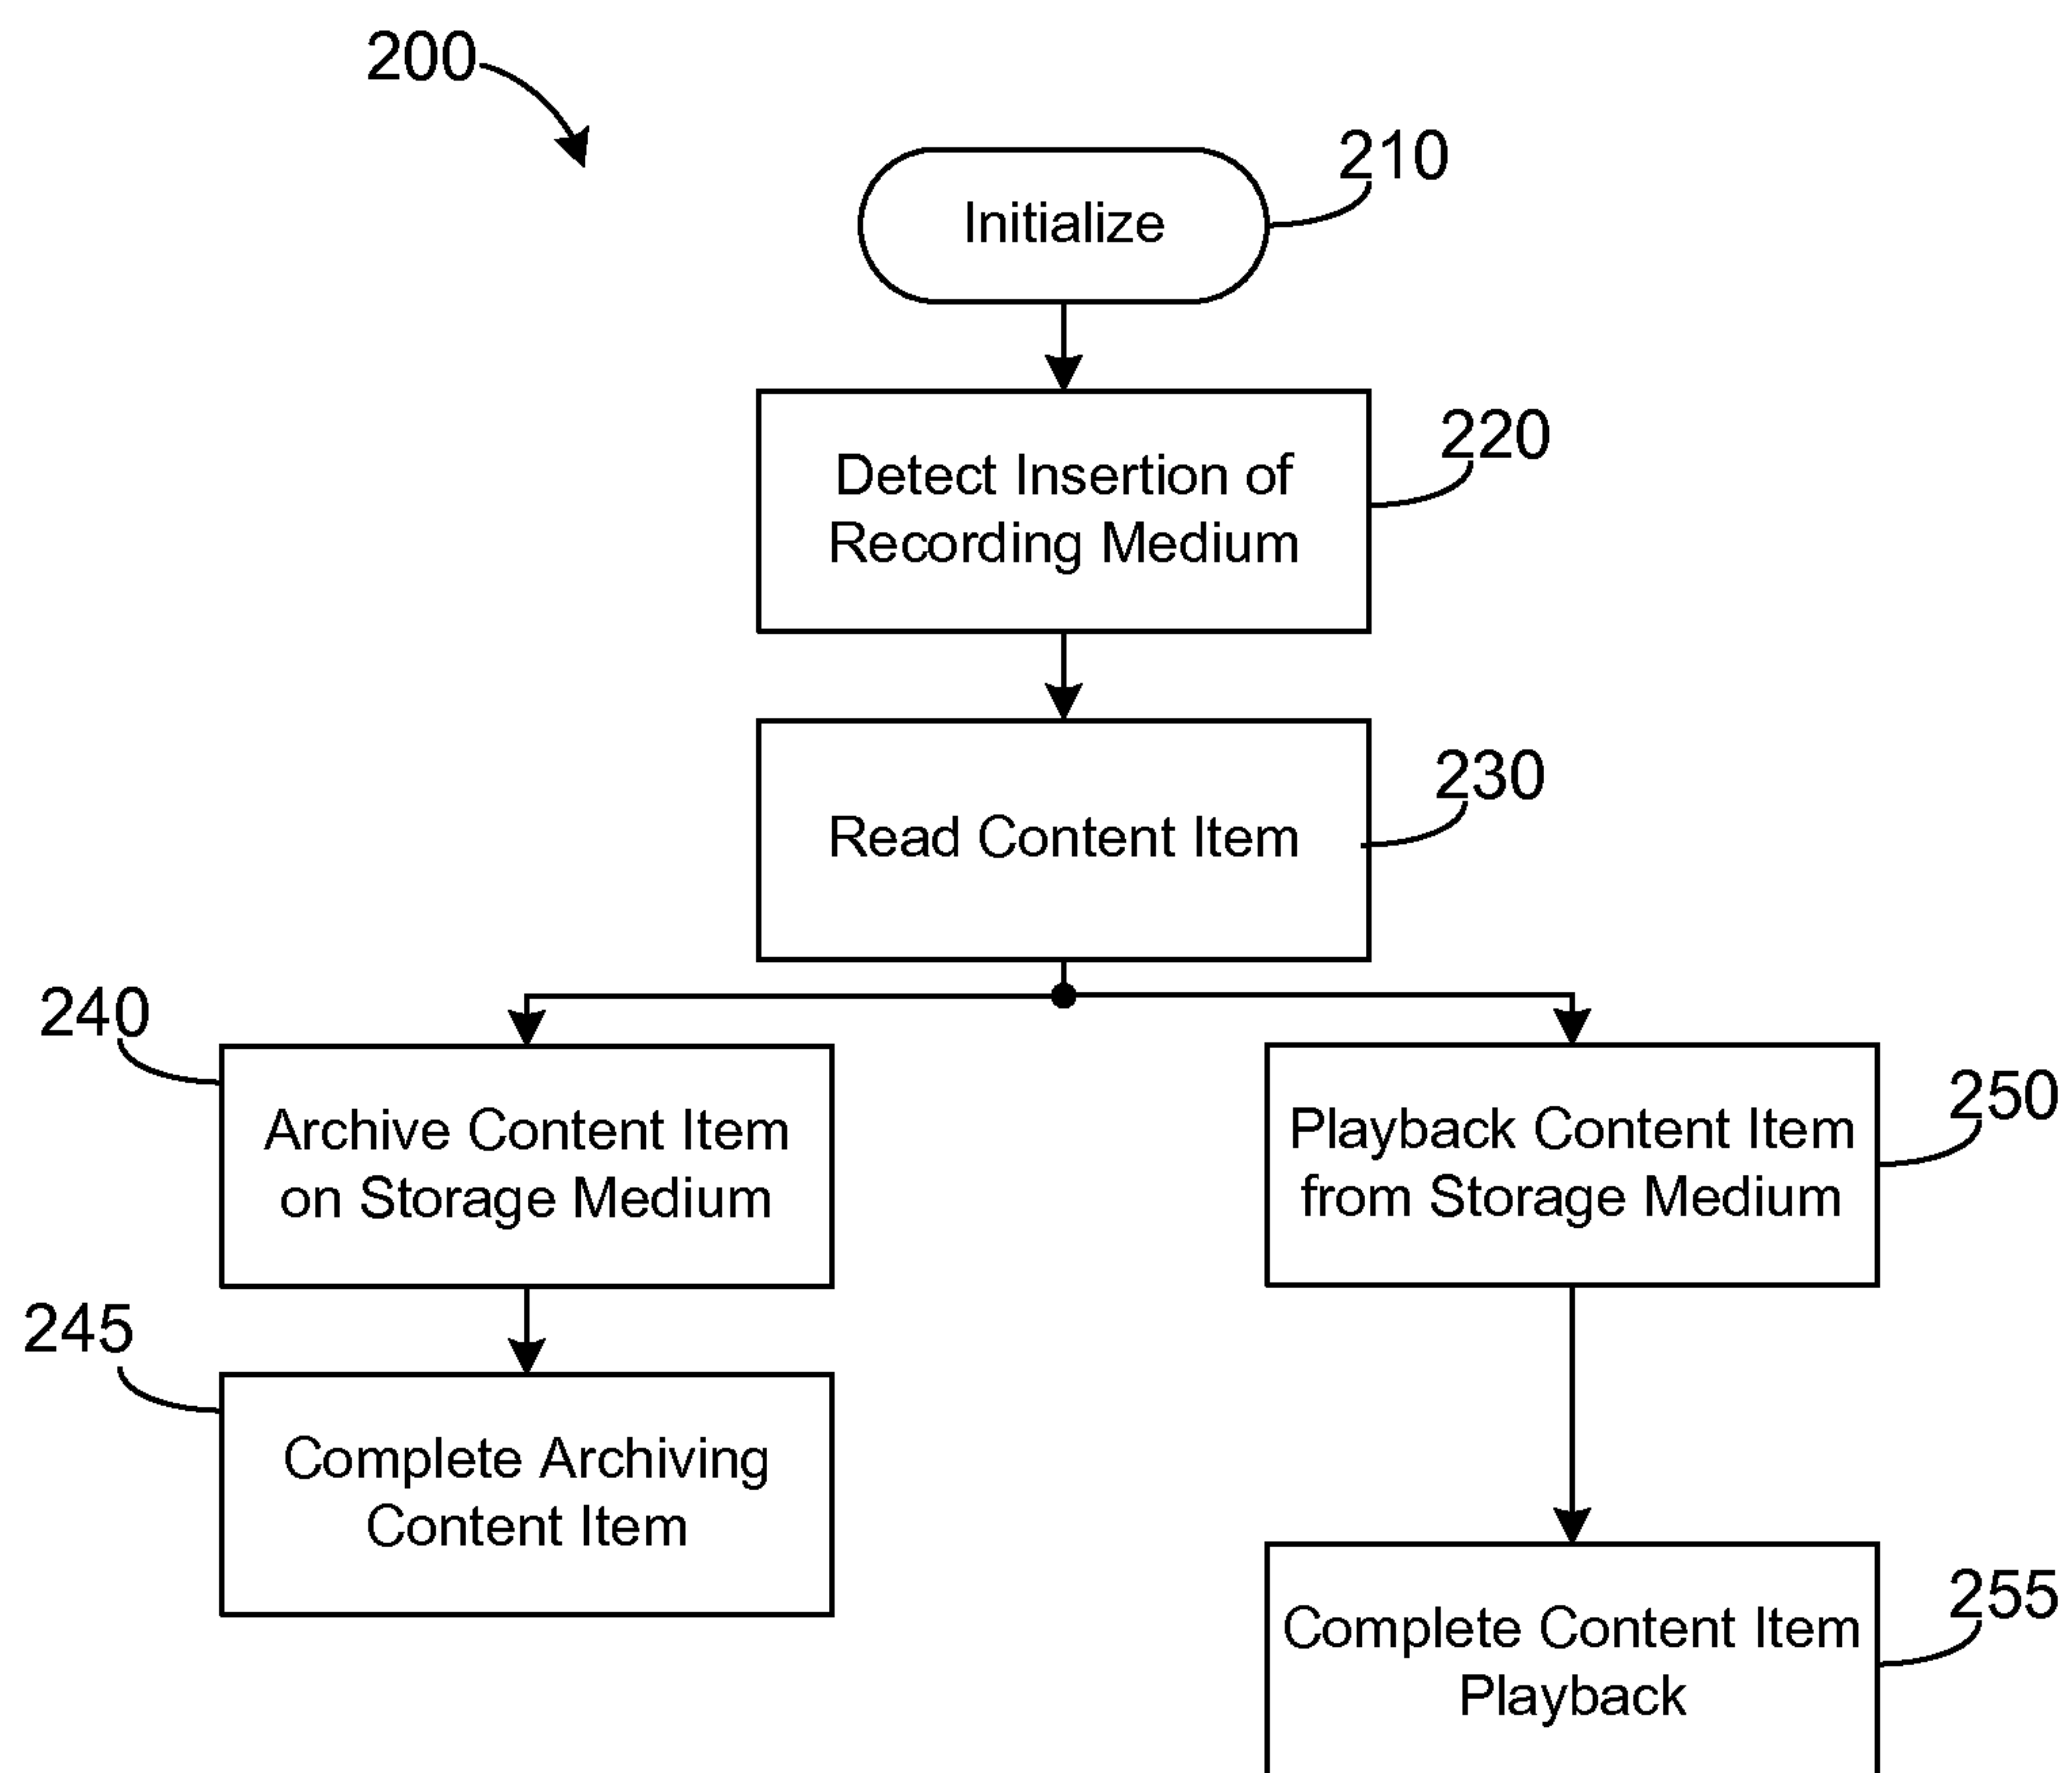 200
210
Initialize
220
Detect Insertion of
Recording Medium
230
Read Content Item
240
Archive Content Item
on Storage Medium
250
Playback Content Item
from Storage Medium
245
Complete Archiving
Content Item
255
Complete Content Item
Playback